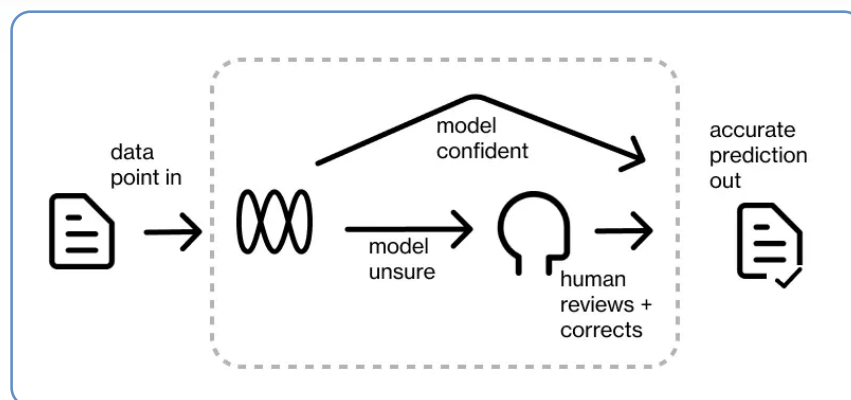 data
point in
model
confident
model
unsure
human
reviews +
corrects
accurate
prediction
out